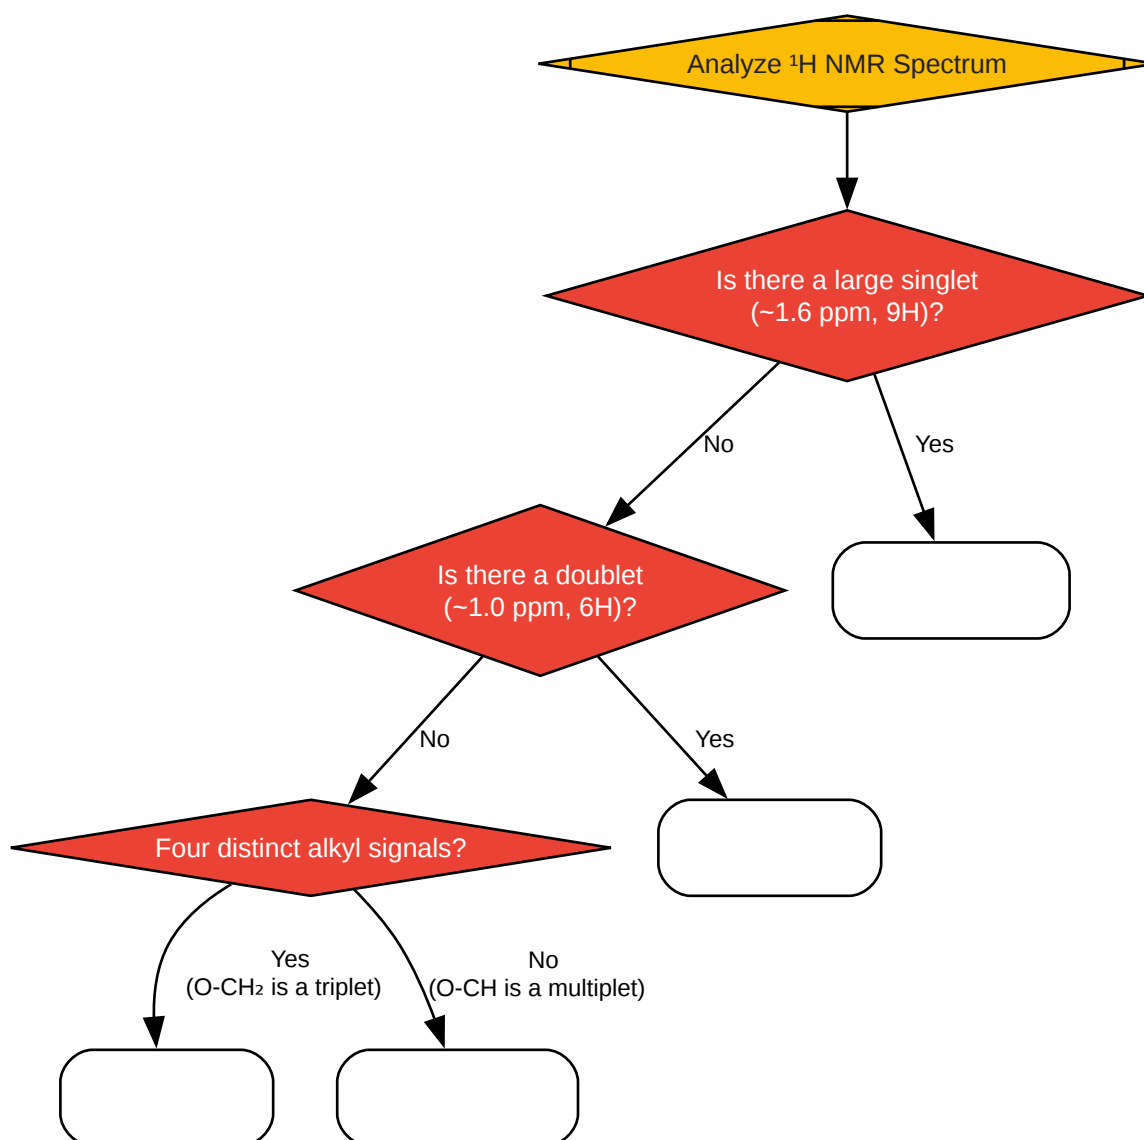 Analyze ¹H NMR Spectrum
Is there a large singlet
(~1.6 ppm, 9H)?
No
Yes
Is there a doublet
(~1.0 ppm, 6H)?
No
Yes
Four distinct alkyl signals?
Yes
(O-CH₂ is a triplet)
No
(O-CH is a multiplet)